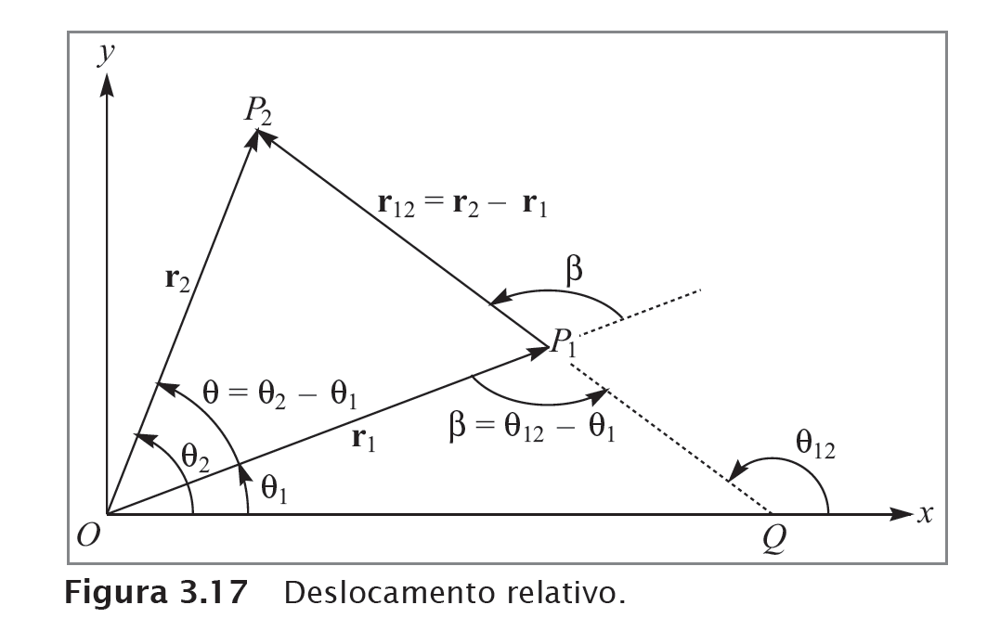 y
P₂
r₁₂ = r₂ − r₁
β
r₂
P₁
θ = θ₂ − θ₁
β = θ₁₂ − θ₁
r₁
θ₁₂
θ₂
θ₁
x
O
Q
Figura 3.17 Deslocamento relativo.